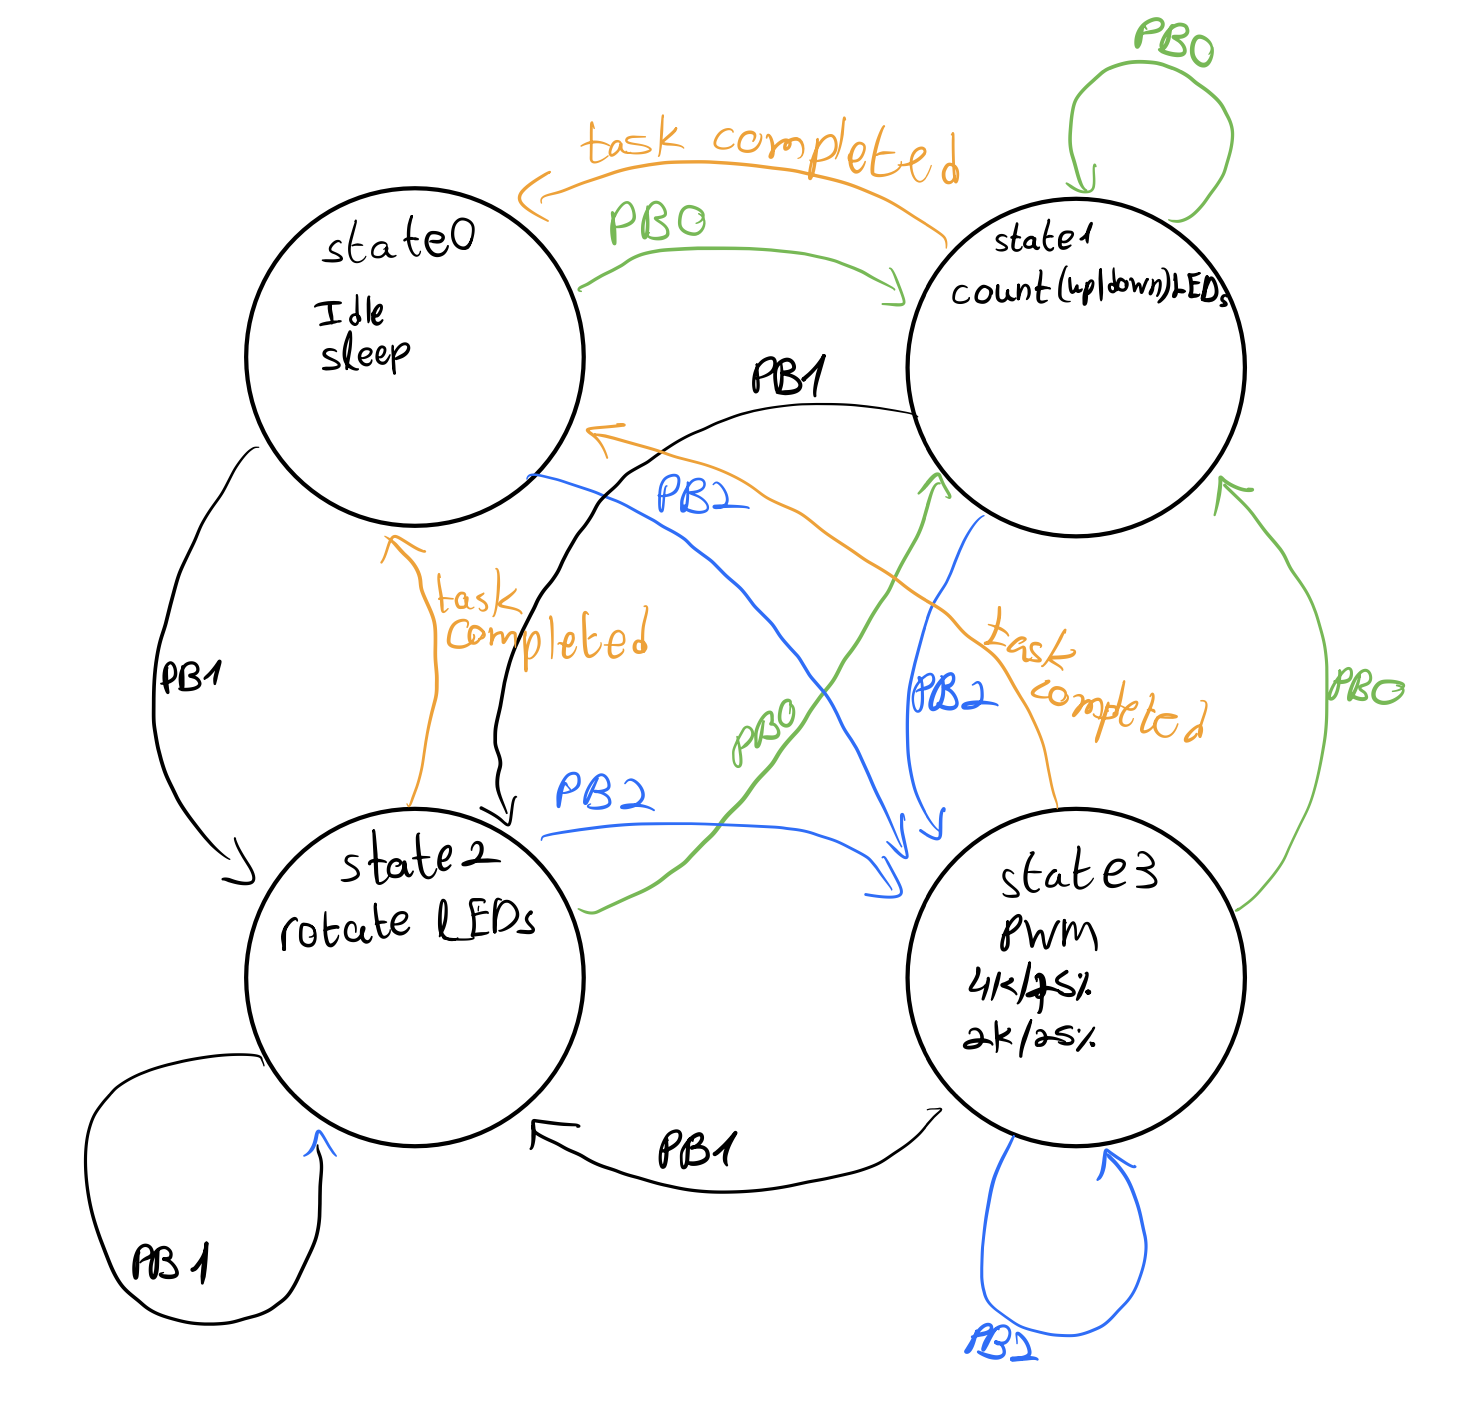 PB0
task completed
PB0
state0
Idle
sleep
state1
count(up/down)LEDs
PB1
PB2
task
completed
PB1
PB2
task
completed
PB0
PB0
PB2
state2
rotate LEDs
state3
PWM
4K/25%
2K/25%
PB1
PB1
PB2